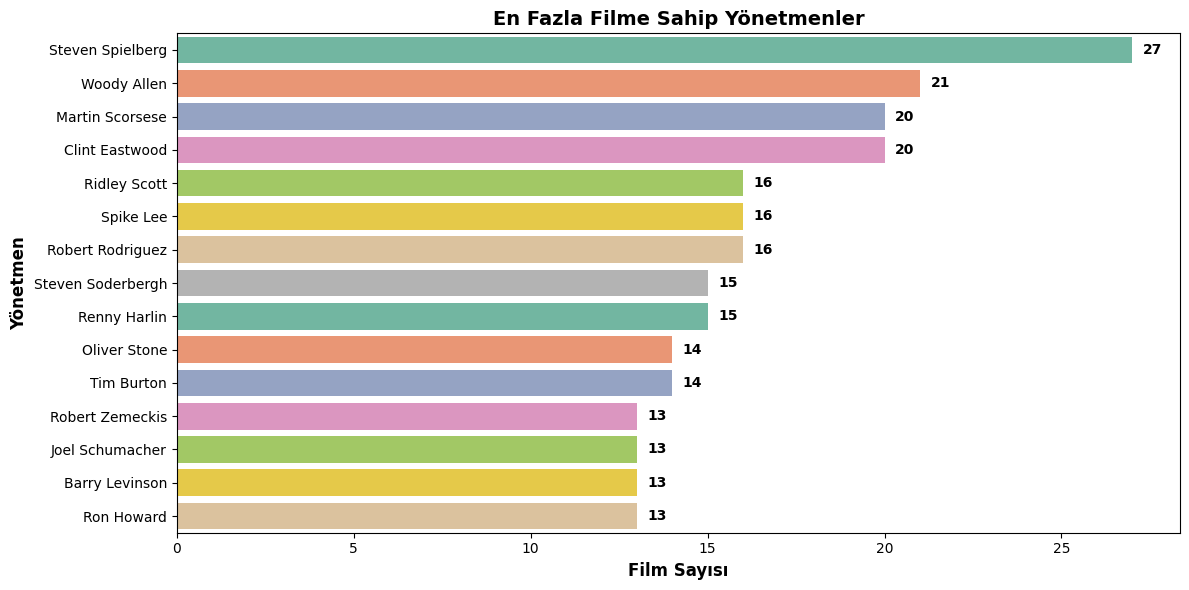 En Fazla Filme Sahip Yönetmenler
Yönetmen
Steven Spielberg 27
Woody Allen 21
Martin Scorsese 20
Clint Eastwood 20
Ridley Scott 16
Spike Lee 16
Robert Rodriguez 16
Steven Soderbergh 15
Renny Harlin 15
Oliver Stone 14
Tim Burton 14
Robert Zemeckis 13
Joel Schumacher 13
Barry Levinson 13
Ron Howard 13
0 5 10 15 20 25
Film Sayısı